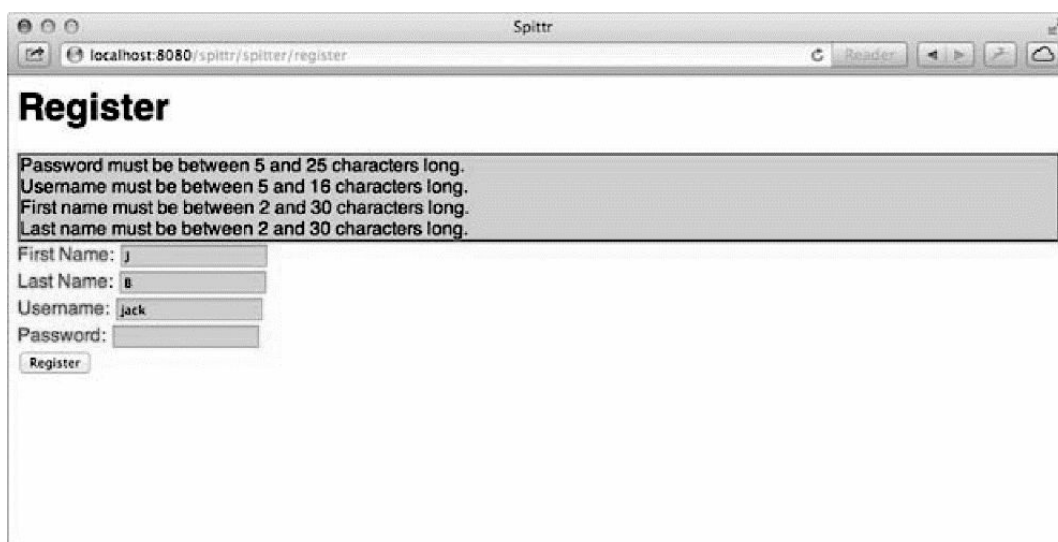 Spittr
localhost:8080/spittr/spitter/register
Reader
Register
Password must be between 5 and 25 characters long.
Username must be between 5 and 16 characters long.
First name must be between 2 and 30 characters long.
Last name must be between 2 and 30 characters long.
First Name: J
Last Name: B
Username: jack
Password:
Register